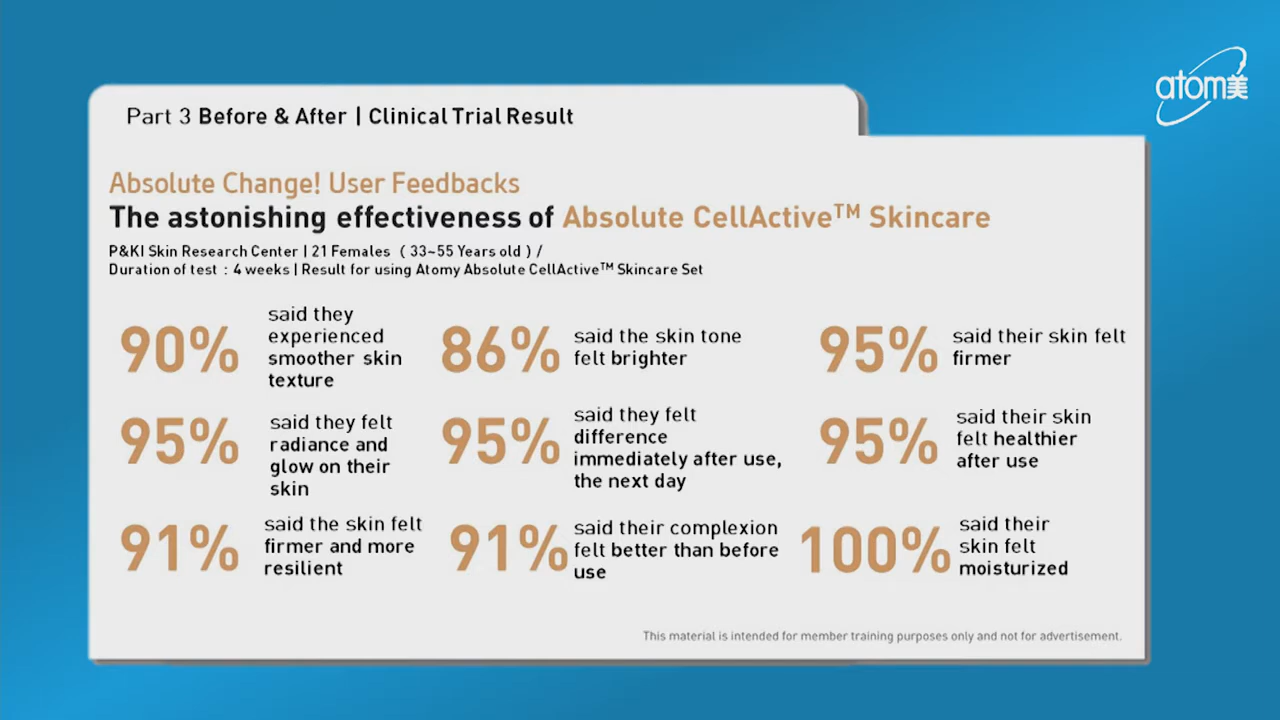 atom美
Part 3 Before & After | Clinical Trial Result
Absolute Change! User Feedbacks
The astonishing effectiveness of Absolute CellActive™ Skincare
P&KI Skin Research Center | 21 Females ( 33~55 Years old ) /
Duration of test : 4 weeks | Result for using Atomy Absolute CellActive™ Skincare Set
90%
said they
experienced
smoother skin
texture
86%
said the skin tone
felt brighter
95%
said their skin felt
firmer
95%
said they felt
radiance and
glow on their
skin
95%
said they felt
difference
immediately after use,
the next day
95%
said their skin
felt healthier
after use
91%
said the skin felt
firmer and more
resilient
91%
said their complexion
felt better than before
use
100%
said their
skin felt
moisturized
This material is intended for member training purposes only and not for advertisement.